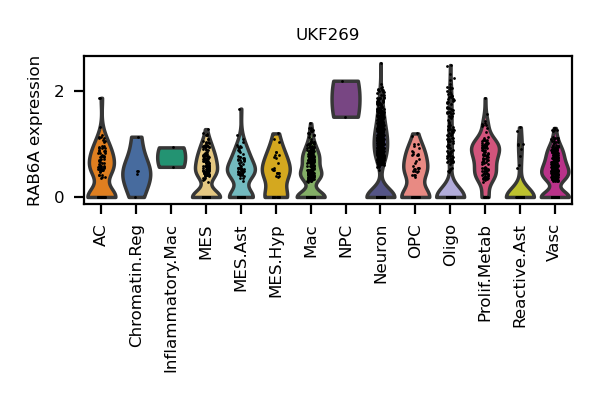 UKF269
RAB6A expression
2
0
AC
Chromatin.Reg
Inflammatory.Mac
MES
MES.Ast
MES.Hyp
Mac
NPC
Neuron
OPC
Oligo
Prolif.Metab
Reactive.Ast
Vasc